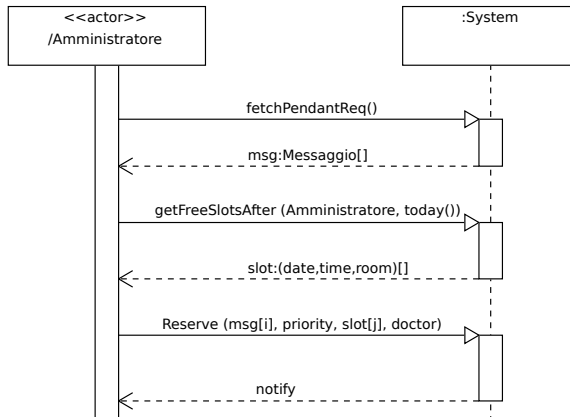 <<actor>>
/Amministratore
:System
fetchPendantReq()
msg:Messaggio[]
getFreeSlotsAfter (Amministratore, today())
slot:(date,time,room)[]
Reserve (msg[i], priority, slot[j], doctor)
notify